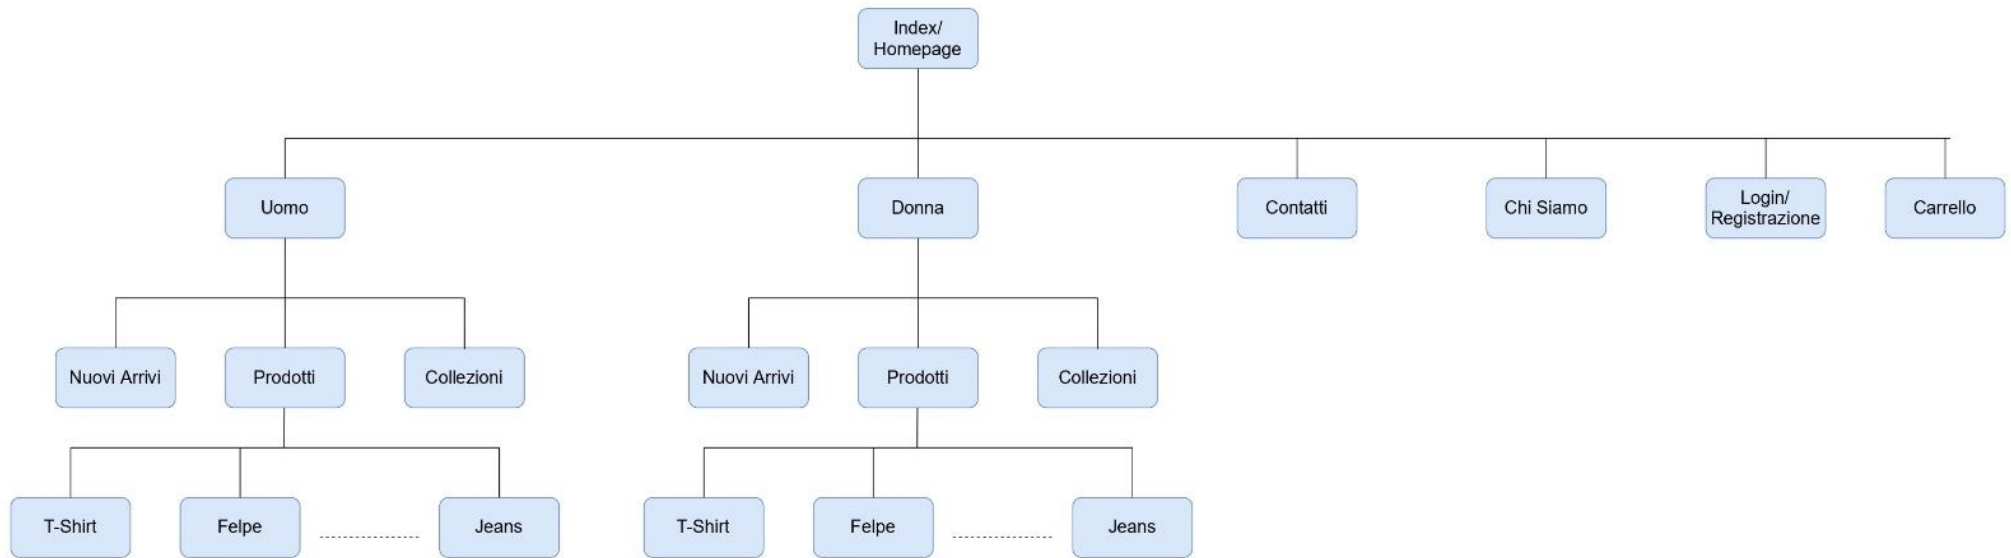 Index/
Homepage
Uomo
Donna
Contatti
Chi Siamo
Login/
Registrazione
Carrello
Nuovi Arrivi
Prodotti
Collezioni
Nuovi Arrivi
Prodotti
Collezioni
T-Shirt
Felpe
Jeans
T-Shirt
Felpe
Jeans